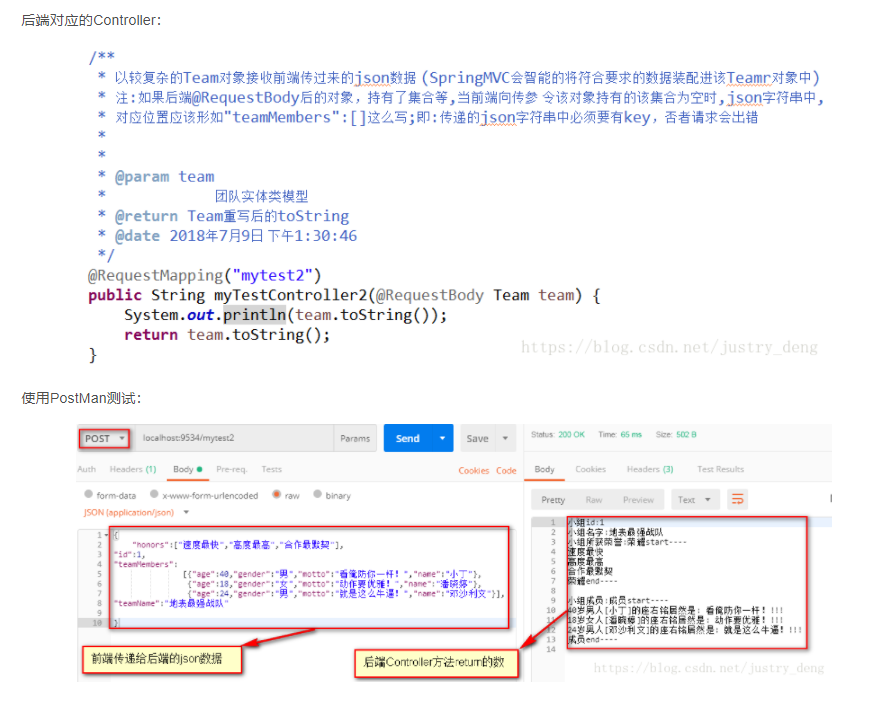 后端对应的Controller：
/**
* 以较复杂的Team对象接收前端传过来的json数据 (SpringMVC会智能的将符合要求的数据装配进该Teamr对象中)
* 注:如果后端@RequestBody后的对象，持有了集合等,当前端向传参 令该对象持有的该集合为空时,json字符串中,
* 对应位置应该形如"teamMembers":[]这么写;即:传递的json字符串中必须要有key，否者请求会出错
*
*
* @param team
* 团队实体类模型
* @return Team重写后的toString
* @date 2018年7月9日 下午1:30:46
*/
@RequestMapping("mytest2")
public String myTestController2(@RequestBody Team team) {
System.out.println(team.toString());
return team.toString();
}
https://blog.csdn.net/justry_deng
使用PostMan测试：
POST localhost:9534/mytest2 Params Send Save
Status: 200 OK Time: 65 ms Size: 502 B
Auth Headers (1) Body Pre-req. Tests Cookies Code
Body Cookies Headers (3) Test Results
form-data x-www-form-urlencoded raw binary
JSON (application/json)
Pretty Raw Preview Text
1 {
2 "honors":["速度最快","高度最高","合作最默契"],
3 "id":1,
4 "teamMembers":
5 [{"age":40,"gender":"男","motto":"看俺防你一杆！","name":"小丁"},
6 {"age":18,"gender":"女","motto":"动作要优雅！","name":"潘晓婷"},
7 {"age":24,"gender":"男","motto":"就是这么牛逼！","name":"邓沙利文"}],
8 "teamName":"地表最强战队"
9
10 }
1 小组id:1
2 小组名字:地表最强战队
3 小组所获荣誉:荣耀start----
4 速度最快
5 高度最高
6 合作最默契
7 荣耀end----
8
9 小组成员:成员start----
10 40岁男人[小丁]的座右铭居然是: 看俺防你一杆！!!!
11 18岁女人[潘晓婷]的座右铭居然是: 动作要优雅！!!!
12 24岁男人[邓沙利文]的座右铭居然是: 就是这么牛逼！!!!
13 成员end----
14
前端传递给后端的json数据
后端Controller方法return的数
https://blog.csdn.net/justry_deng